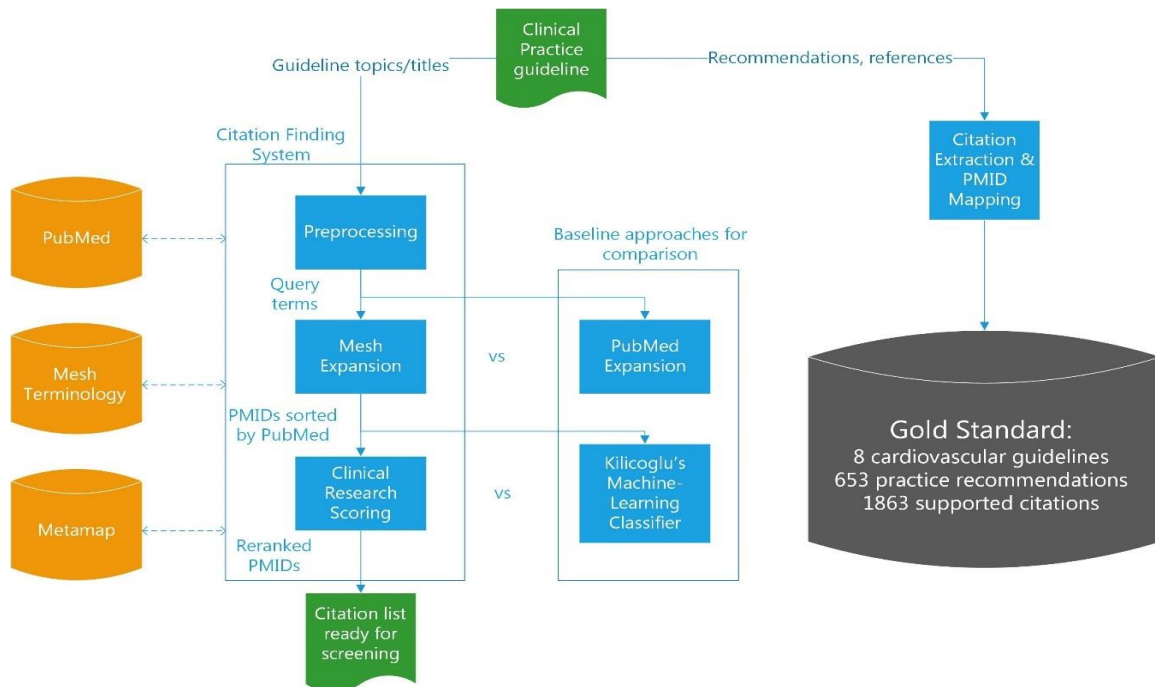 Clinical
Practice
guideline
Guideline topics/titles
Recommendations, references
Citation Finding
System
Citation
Extraction &
PMID
Mapping
PubMed
Preprocessing
Baseline approaches for
comparison
Query
terms
Mesh
Terminology
Mesh
Expansion
vs
PubMed
Expansion
PMIDs sorted
by PubMed
Gold Standard:
8 cardiovascular guidelines
653 practice recommendations
1863 supported citations
Metamap
Clinical
Research
Scoring
vs
Kilicoglu's
Machine-
Learning
Classifier
Reranked
PMIDs
Citation list
ready for
screening